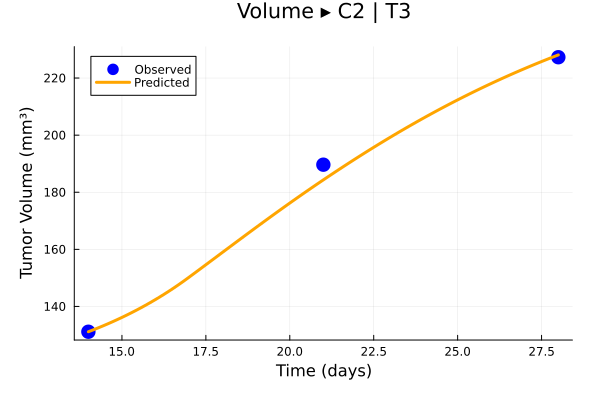 Volume ▸ C2 | T3
Observed
Predicted
220
200
180
160
140
Tumor Volume (mm³)
15.0 17.5 20.0 22.5 25.0 27.5
Time (days)